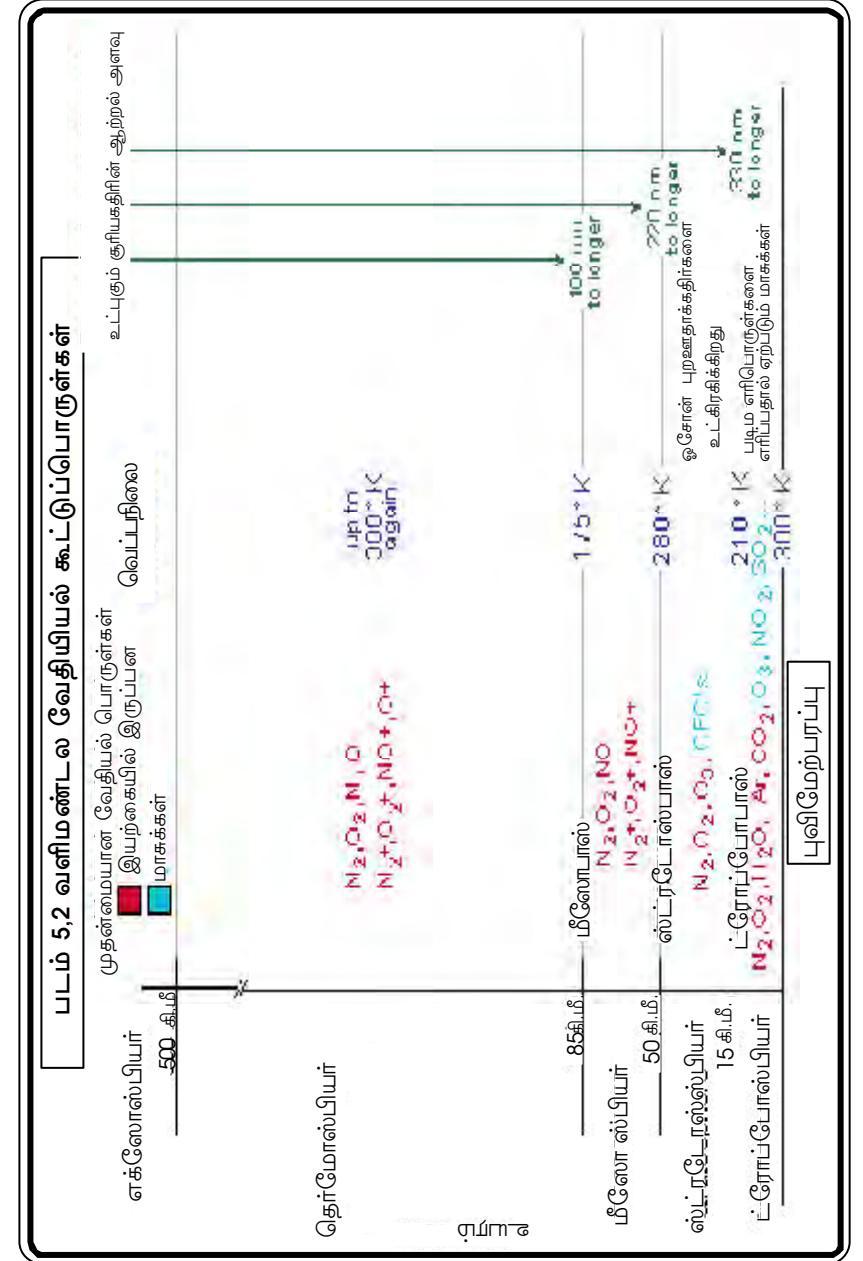 படம் 5,2 வளிமண்டல வேதியியல் கூட்டுப்பொருள்கள்
முதன்மையான வேதியல் பொருள்கள்
இயற்கையில் இருப்பன
மாசுக்கள்
வெப்பநிலை
உட்புகும் சூரியகதிரின் ஆற்றல் அளவு
எக்ஸோஸ்பியர்
500 கி.மீ
தெர்மோஸ்பியர்
N₂,O₂,N,O
N₂+,O₂+,NO+,O+
up to
again
உயரம்
85கி.மீ.
மீஸோபாஸ்
175° K
100 nm
to longer
மீஸோ ஸ்பியர்
N₂,O₂,NO
N₂+,O₂+,NO+
50 கி.மீ.
ஸ்ட்ரடோஸ்பாஸ்
280° K
220 nm
to longer
ஸ்ட்ரடோஸ்ஸ்பியர்
N₂,O₂,O₃,CFC's
ஓசோன் புறஊதாக்கதிர்களை
உட்கிரகிக்கிறது
15 கி.மீ.
ட்ரோப்போபாஸ்
210 ° K
330 nm
to longer
படிம எரிபொருள்களை
எரிப்பதால் ஏற்படும் மாசுக்கள்
ட்ரோப்போஸ்பியர்
N₂,O₂,H₂O, Ar, CO₂,O₃, NO₂, SO₂...
300° K
புவிமேற்பரப்பு